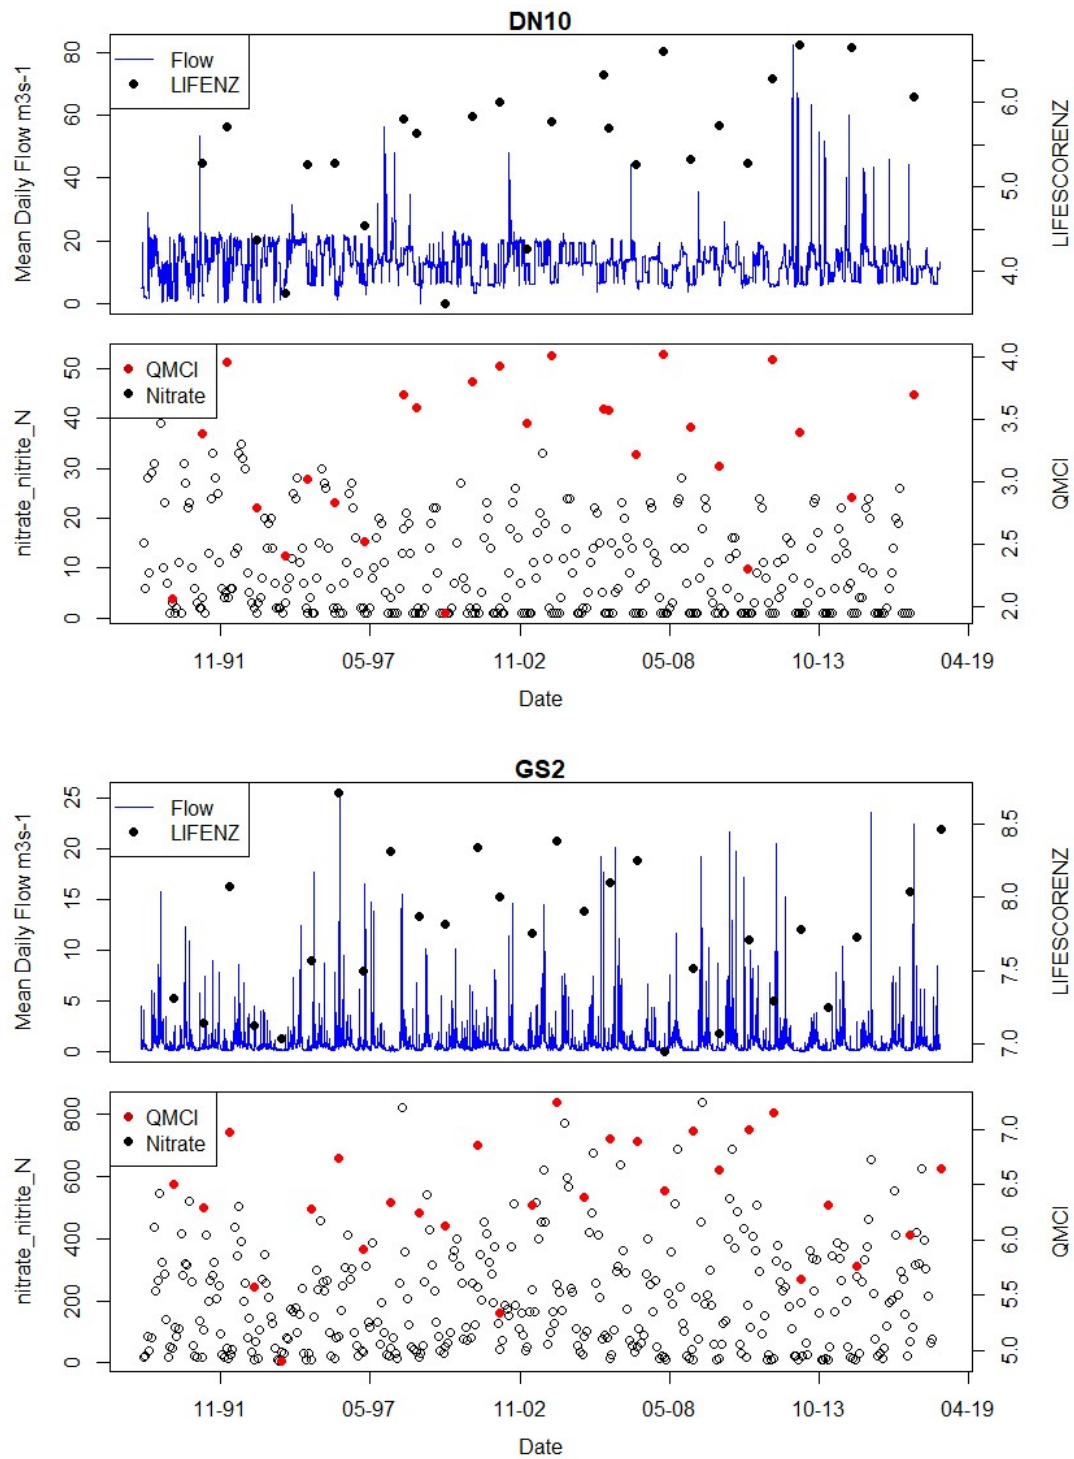 DN10
Flow
LIFENZ
Mean Daily Flow m3s-1
0
20
40
60
80
LIFESCORENZ
4.0
5.0
6.0
QMCI
Nitrate
nitrate_nitrite_N
0
10
20
30
40
50
QMCI
2.0
2.5
3.0
3.5
4.0
11-91
05-97
11-02
05-08
10-13
04-19
Date
GS2
Flow
LIFENZ
Mean Daily Flow m3s-1
0
5
10
15
20
25
LIFESCORENZ
7.0
7.5
8.0
8.5
QMCI
Nitrate
nitrate_nitrite_N
0
200
400
600
800
QMCI
5.0
5.5
6.0
6.5
7.0
11-91
05-97
11-02
05-08
10-13
04-19
Date